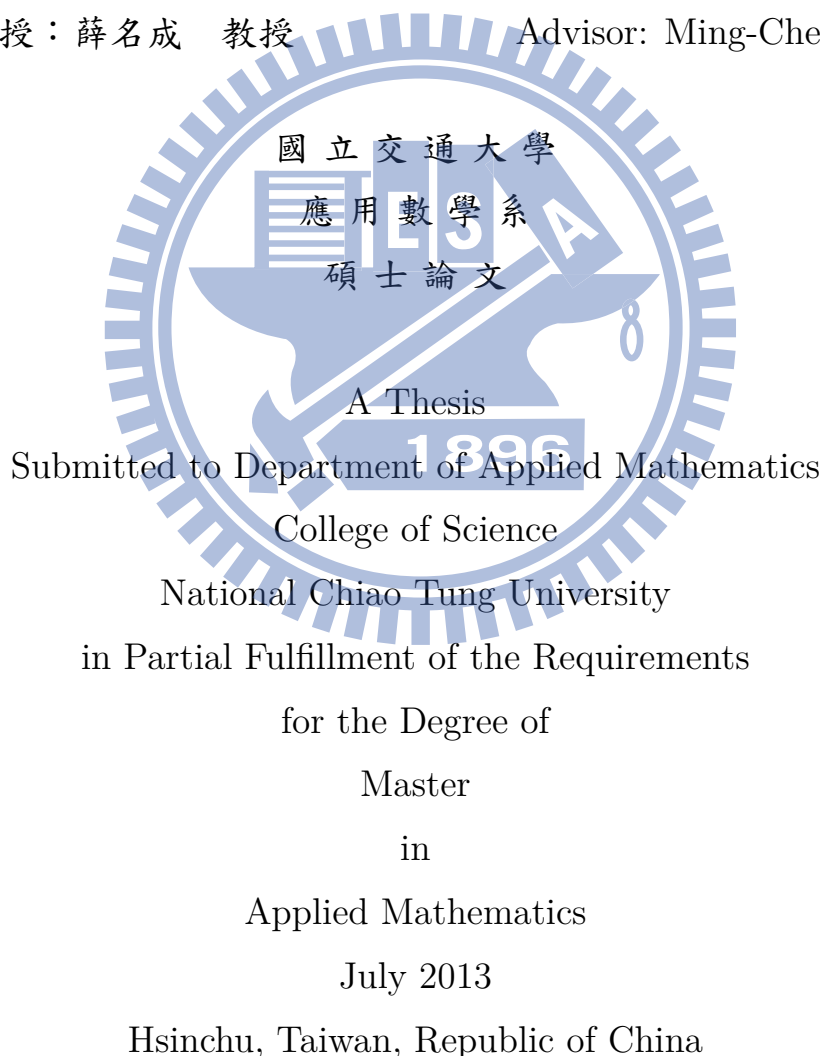 授：薛名成 教授 Advisor: Ming-Che
國立交通大學
應用數學系
碩士論文
E S A
8
A Thesis
1896
Submitted to Department of Applied Mathematics
College of Science
National Chiao Tung University
in Partial Fulfillment of the Requirements
for the Degree of
Master
in
Applied Mathematics
July 2013
Hsinchu, Taiwan, Republic of China